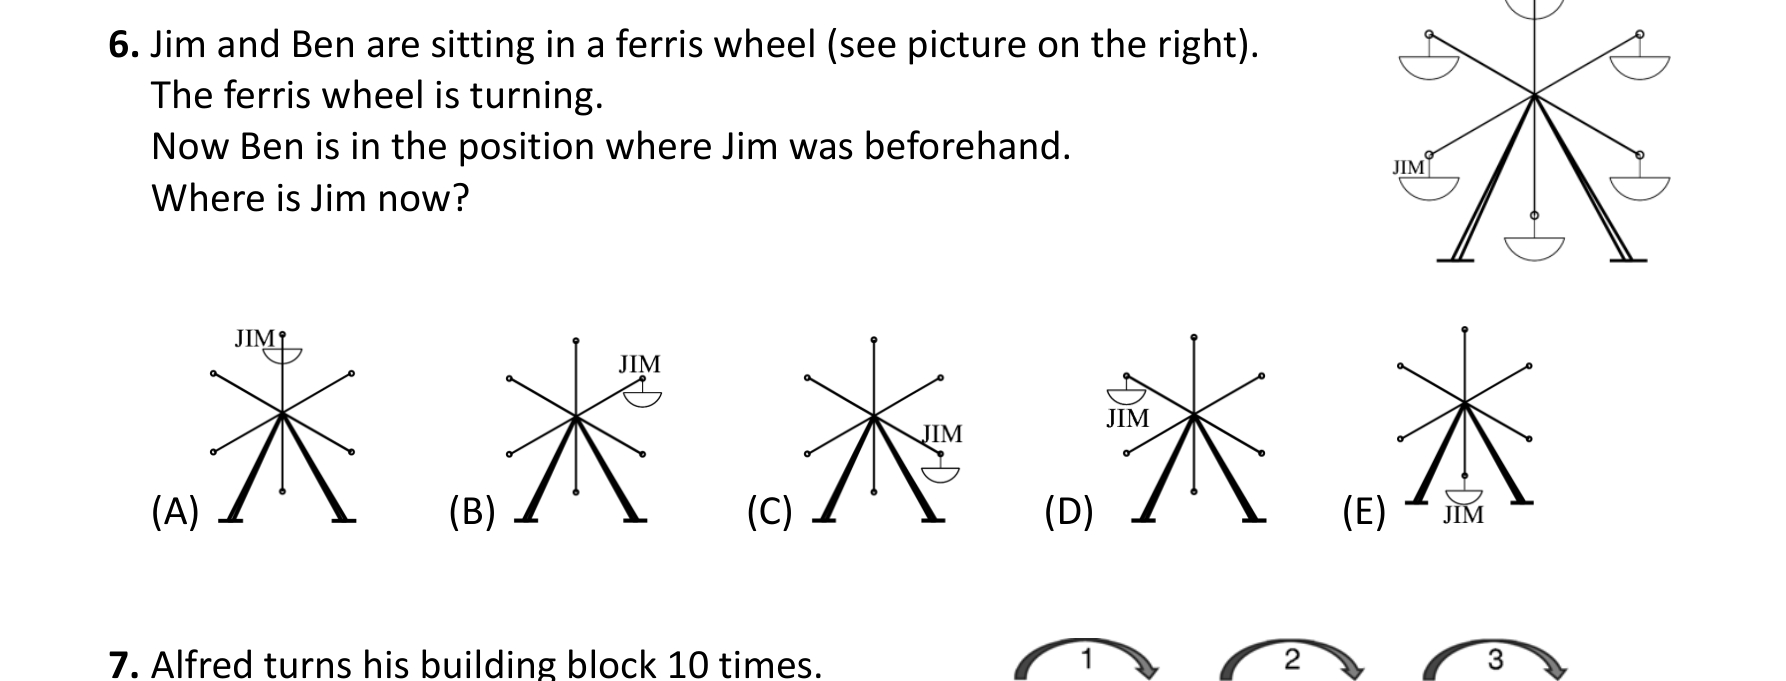 6. Jim and Ben are sitting in a ferris wheel (see picture on the right).
The ferris wheel is turning.
Now Ben is in the position where Jim was beforehand.
Where is Jim now?
JIM
JIM
JIM
JIM
JIM
JIM
(A)
(B)
(C)
(D)
(E)
7. Alfred turns his building block 10 times.
1
2
3